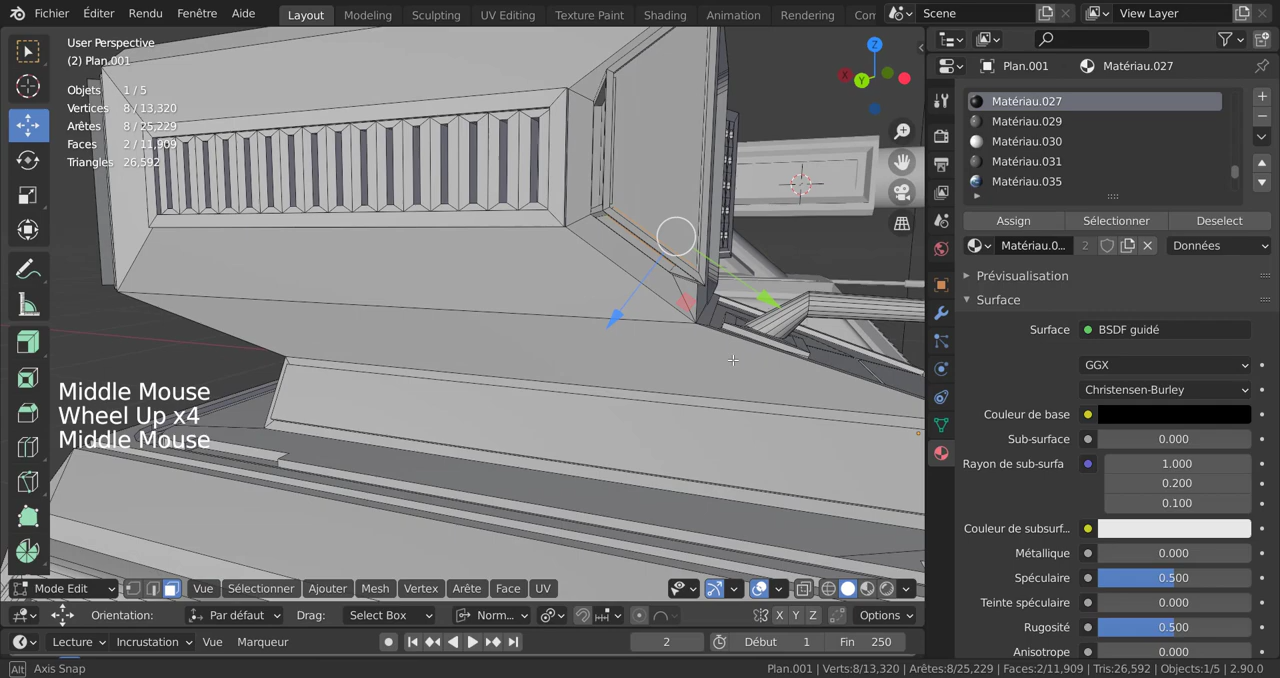 Fichier Éditer Rendu Fenêtre Aide Layout Modeling Sculpting UV Editing Texture Paint Shading Animation Rendering Com Scene View Layer
User Perspective
(2) Plan.001
Objets 1 / 5
Vertices 8 / 13,320
Arêtes 8 / 25,229
Faces 2 / 11,909
Triangles 26,592
Z
X
Y
Middle Mouse
Wheel Up x4
Middle Mouse
Plan.001 Matériau.027
Matériau.027
Matériau.029
Matériau.030
Matériau.031
Matériau.035
Assign Sélectionner Deselect
Matériau.0... 2 Données
Prévisualisation
Surface
Surface BSDF guidé
GGX
Christensen-Burley
Couleur de base
Sub-surface 0.000
Rayon de sub-surfa 1.000
0.200
0.100
Couleur de subsurf...
Métallique 0.000
Spéculaire 0.500
Teinte spéculaire 0.000
Rugosité 0.500
Anisotrope 0.000
Mode Edit Vue Sélectionner Ajouter Mesh Vertex Arête Face UV
Orientation: Par défaut Drag: Select Box Norm... X Y Z Options
Lecture Incrustation Vue Marqueur 2 Début 1 Fin 250
Alt Axis Snap Plan.001 | Verts:8/13,320 | Arêtes:8/25,229 | Faces:2/11,909 | Tris:26,592 | Objects:1/5 | 2.90.0